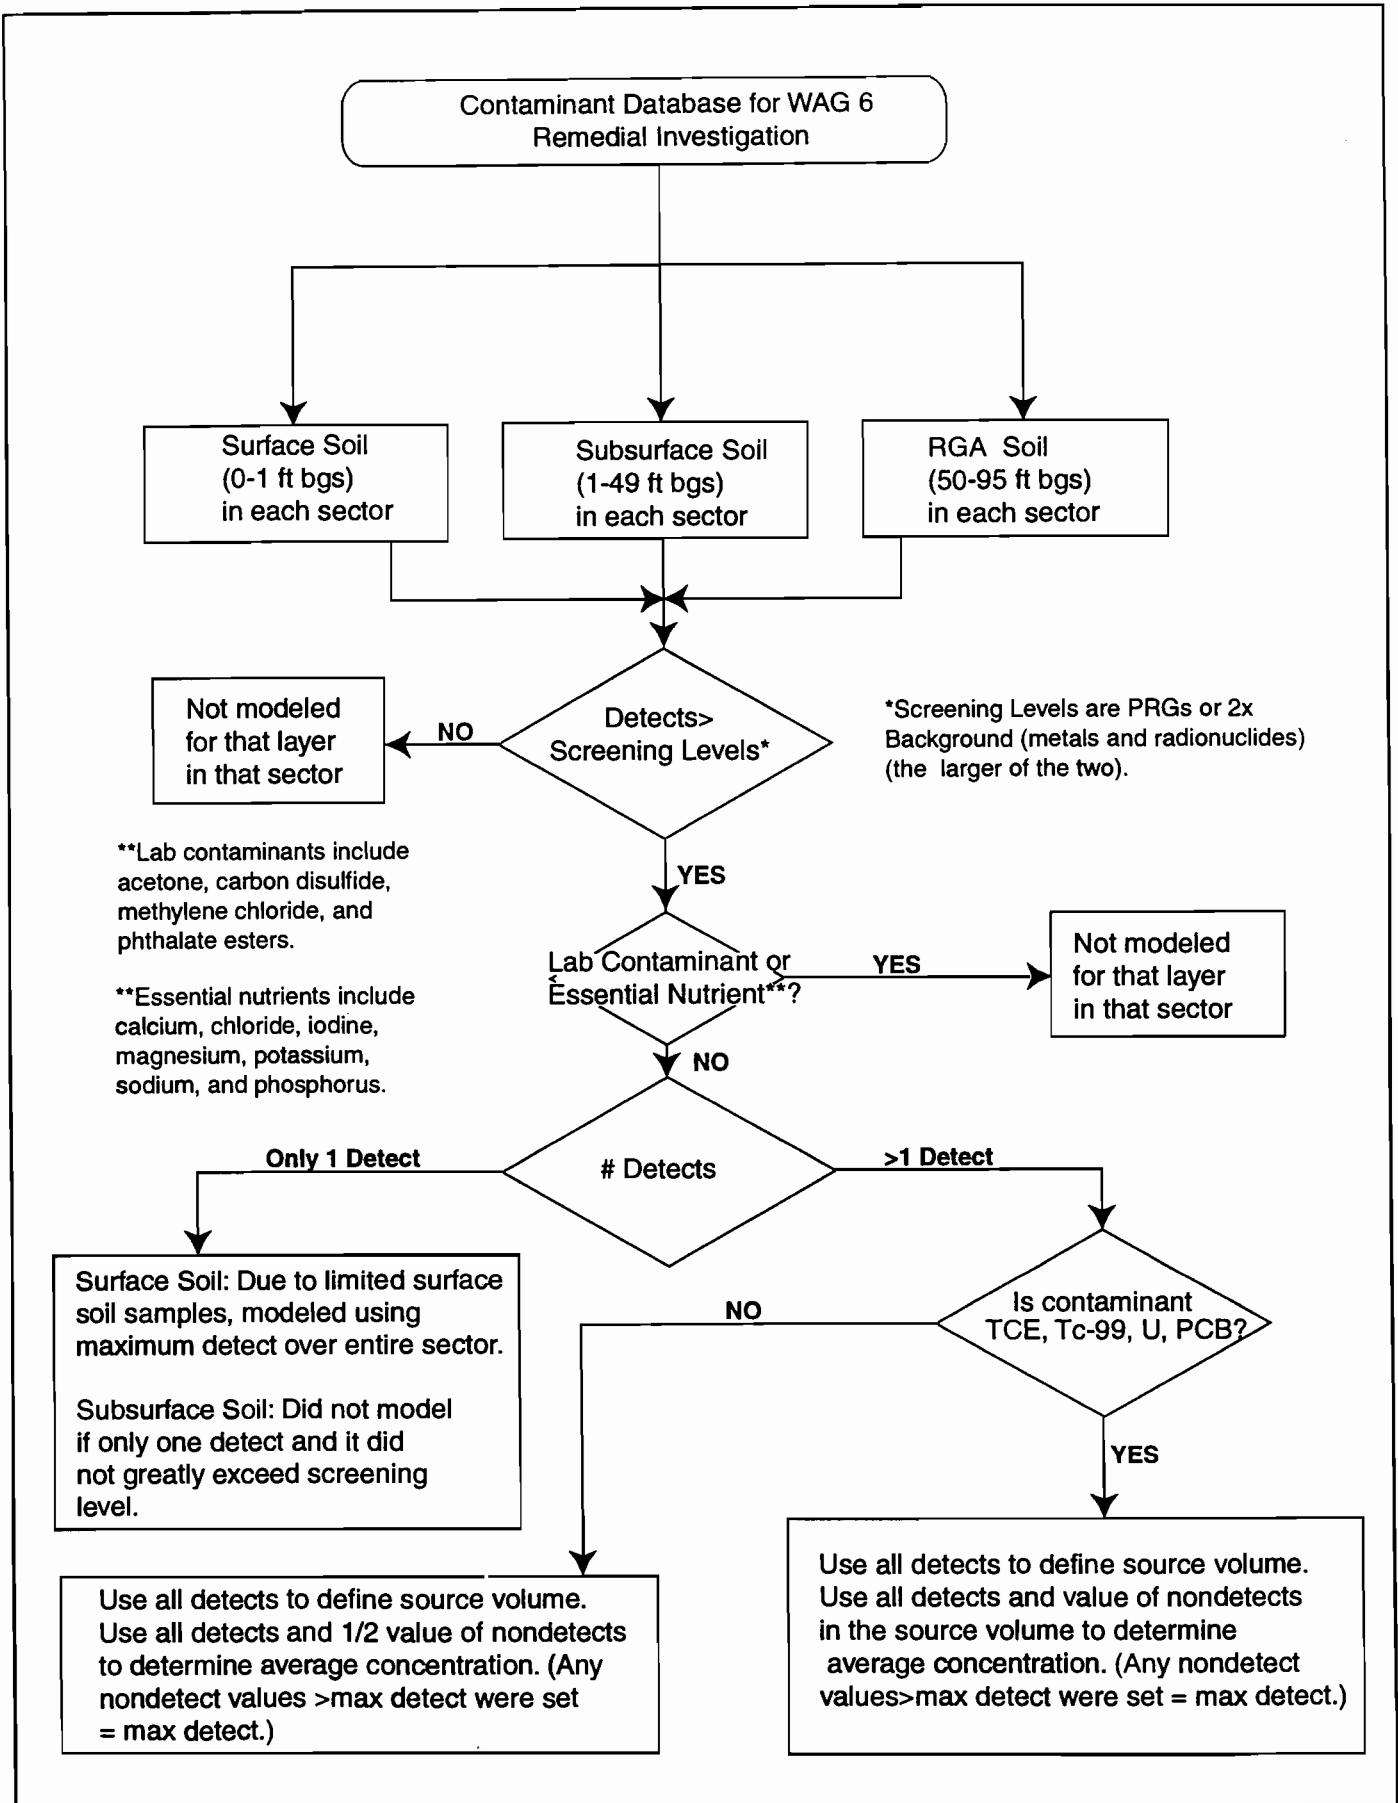 Contaminant Database for WAG 6
Remedial Investigation
Surface Soil
(0-1 ft bgs)
in each sector
Subsurface Soil
(1-49 ft bgs)
in each sector
RGA Soil
(50-95 ft bgs)
in each sector
Not modeled
for that layer
in that sector
NO
Detects>
Screening Levels*
*Screening Levels are PRGs or 2x
Background (metals and radionuclides)
(the larger of the two).
**Lab contaminants include
acetone, carbon disulfide,
methylene chloride, and
phthalate esters.
YES
**Essential nutrients include
calcium, chloride, iodine,
magnesium, potassium,
sodium, and phosphorus.
Lab Contaminant or
Essential Nutrient**?
YES
Not modeled
for that layer
in that sector
NO
Only 1 Detect
# Detects
>1 Detect
Surface Soil: Due to limited surface
soil samples, modeled using
maximum detect over entire sector.
Subsurface Soil: Did not model
if only one detect and it did
not greatly exceed screening
level.
NO
Is contaminant
TCE, Tc-99, U, PCB?
YES
Use all detects to define source volume.
Use all detects and 1/2 value of nondetects
to determine average concentration. (Any
nondetect values >max detect were set
= max detect.)
Use all detects to define source volume.
Use all detects and value of nondetects
in the source volume to determine
average concentration. (Any nondetect
values>max detect were set = max detect.)